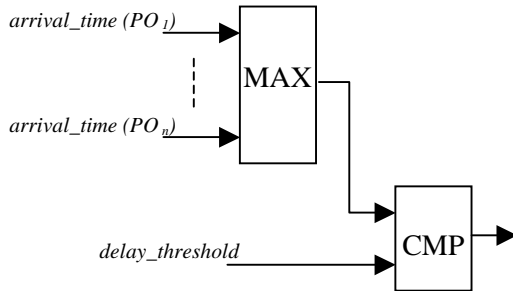 arrival_time (PO₁)
MAX
arrival_time (POₙ)
delay_threshold
CMP